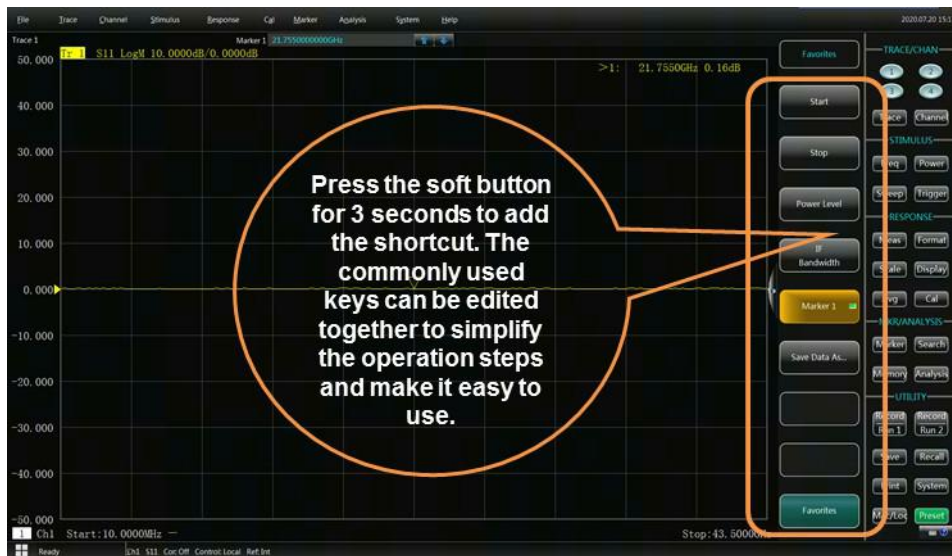 File Trace Channel Stimulus Response Cal Marker Analysis System Help
Trace 1 Marker 1 21.7550000000GHz
Tr 1 S11 LogM 10.0000dB/0.0000dB
>1: 21.7550GHz 0.16dB
50.000
40.000
30.000
20.000
10.000
0.000
-10.000
-20.000
-30.000
-40.000
-50.000
Press the soft button
for 3 seconds to add
the shortcut. The
commonly used
keys can be edited
together to simplify
the operation steps
and make it easy to
use.
1 Ch1 Start:10.0000MHz — Stop:43.5000
Ready Ch1 S11 Cor:Off Control:Local Ref:Int
Favorites
Start
Stop
Power Level
IF
Bandwidth
Marker 1
Save Data As...
Favorites
TRACE/CHAN
1 2
3 4
Trace Channel
STIMULUS
Freq Power
Sweep Trigger
RESPONSE
Meas Format
Scale Display
Avg Cal
MKR/ANALYSIS
Marker Search
Memory Analysis
UTILITY
Record Record
Run 1 Run 2
Save Recall
Print System
Preset